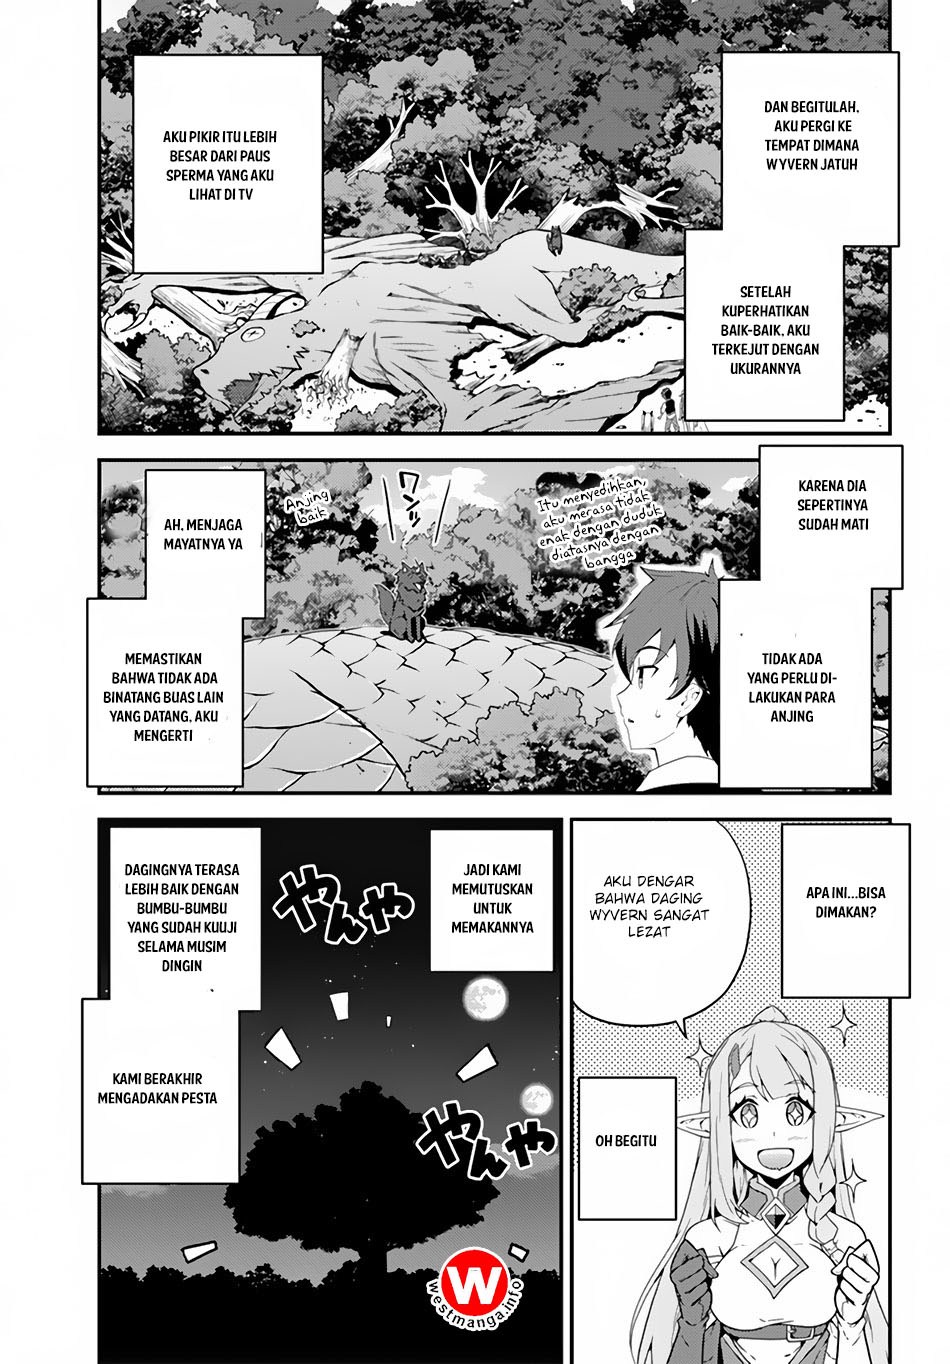 DAN BEGITULAH,
AKU PERGI KE
TEMPAT DIMANA
WYVERN JATUH
SETELAH
KUPERHATIKAN
BAIK-BAIK, AKU
TERKEJUT DENGAN
UKURANNYA
AKU PIKIR ITU LEBIH
BESAR DARI PAUS
SPERMA YANG AKU
LIHAT DI TV
KARENA DIA
SEPERTINYA
SUDAH MATI
TIDAK ADA
YANG PERLU DI-
LAKUKAN PARA
ANJING
Itu menyedihkan,
aku merasa tidak
enak dengan duduk
diatasnya dengan
bangga
ワンッ
Anjing
baik
AH, MENJAGA
MAYATNYA YA
MEMASTIKAN
BAHWA TIDAK ADA
BINATANG BUAS LAIN
YANG DATANG, AKU
MENGERTI
APA INI...BISA
DIMAKAN?
AKU DENGAR
BAHWA DAGING
WYVERN SANGAT
LEZAT
OH BEGITU
JADI KAMI
MEMUTUSKAN
UNTUK
MEMAKANNYA
やんや
DAGINGNYA TERASA
LEBIH BAIK DENGAN
BUMBU-BUMBU
YANG SUDAH KUUJI
SELAMA MUSIM
DINGIN
KAMI BERAKHIR
MENGADAKAN PESTA
やんや
W
westmanga.info